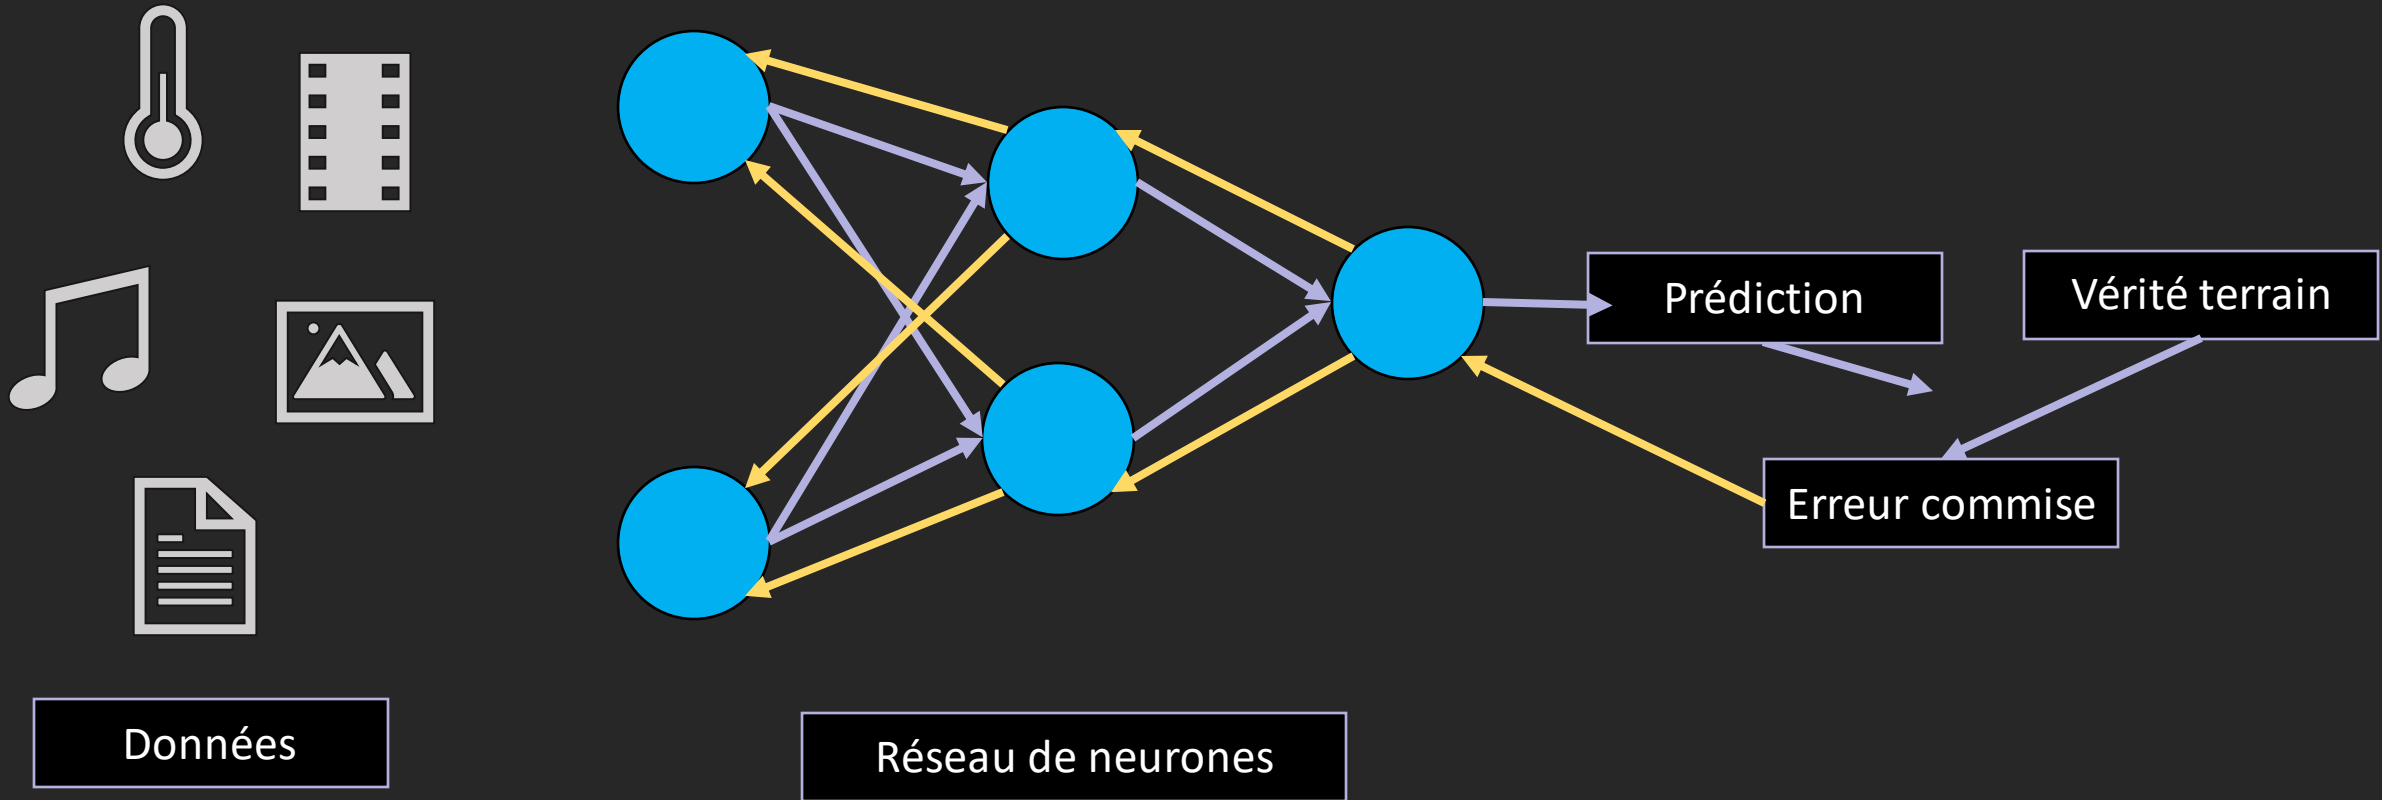 Prédiction
Vérité terrain
Erreur commise
Données
Réseau de neurones